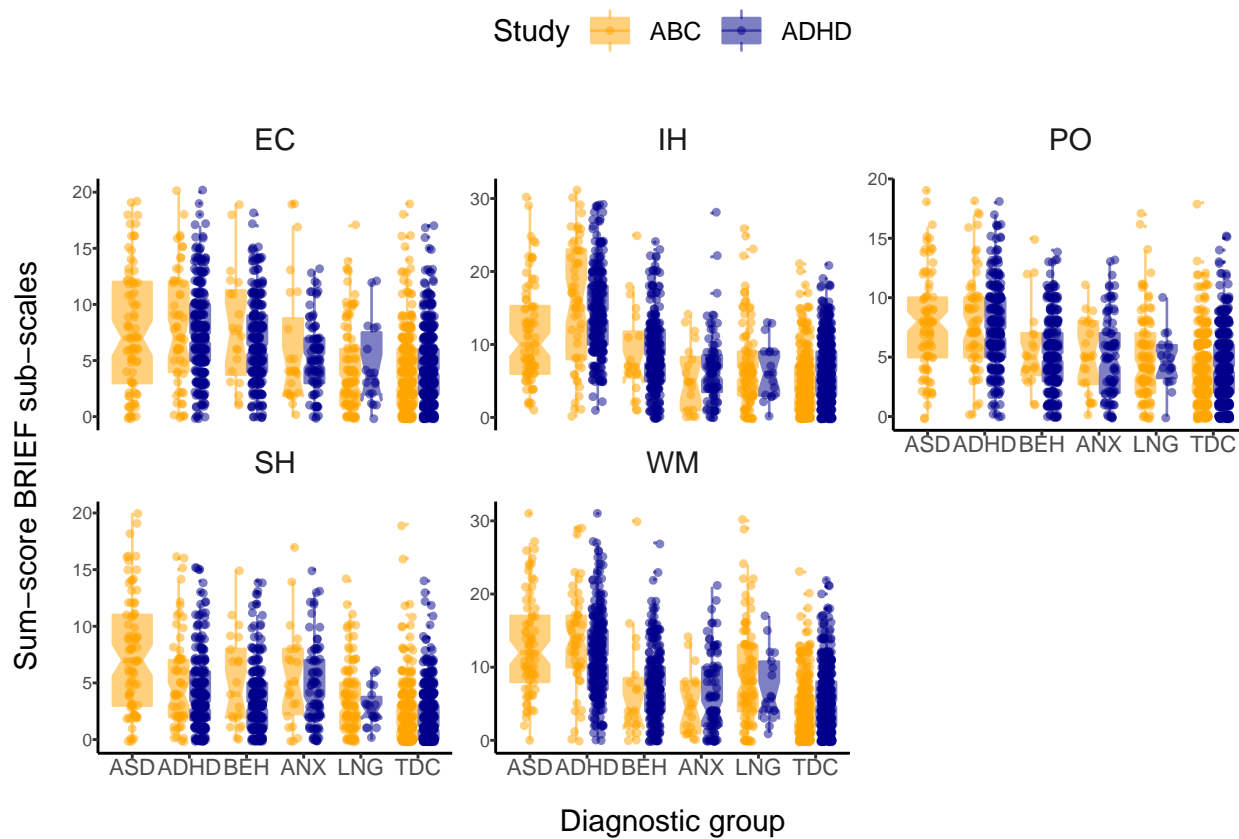 Study ABC ADHD
EC IH PO
20
15
10
5
0
30
20
10
0
20
15
10
5
0
ASD ADHD BEH ANX LNG TDC
SH WM
20
15
10
5
0
ASD ADHD BEH ANX LNG TDC
30
20
10
0
ASD ADHD BEH ANX LNG TDC
Sum−score BRIEF sub−scales
Diagnostic group